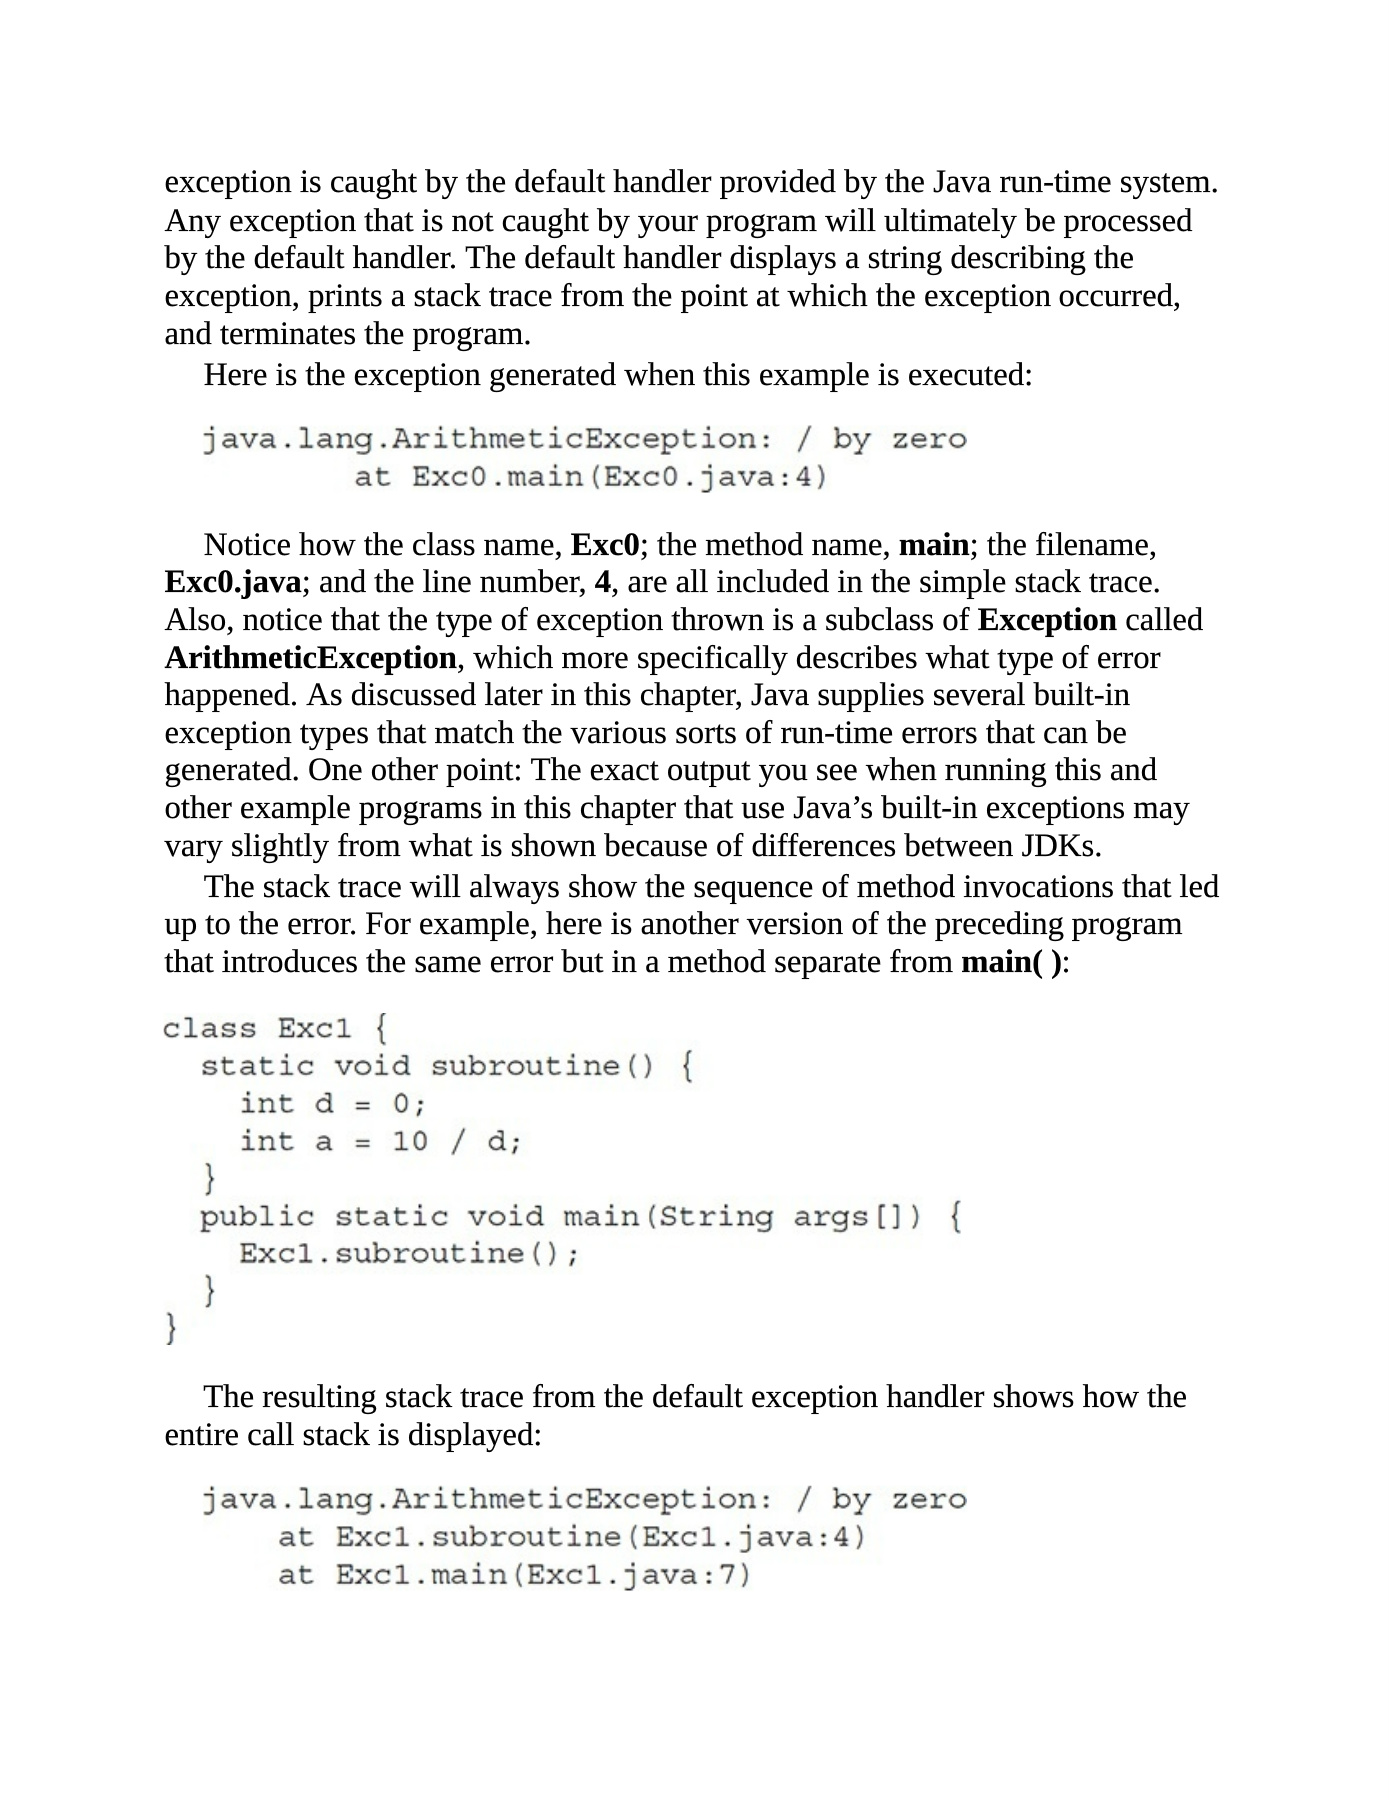 exception is caught by the default handler provided by the Java run-time system.
Any exception that is not caught by your program will ultimately be processed
by the default handler. The default handler displays a string describing the
exception, prints a stack trace from the point at which the exception occurred,
and terminates the program.
Here is the exception generated when this example is executed:
java.lang.ArithmeticException: / by zero
at Exc0.main(Exc0.java:4)
Notice how the class name, Exc0; the method name, main; the filename,
Exc0.java; and the line number, 4, are all included in the simple stack trace.
Also, notice that the type of exception thrown is a subclass of Exception called
ArithmeticException, which more specifically describes what type of error
happened. As discussed later in this chapter, Java supplies several built-in
exception types that match the various sorts of run-time errors that can be
generated. One other point: The exact output you see when running this and
other example programs in this chapter that use Java’s built-in exceptions may
vary slightly from what is shown because of differences between JDKs.
The stack trace will always show the sequence of method invocations that led
up to the error. For example, here is another version of the preceding program
that introduces the same error but in a method separate from main( ):
class Exc1 {
static void subroutine() {
int d = 0;
int a = 10 / d;
}
public static void main(String args[]) {
Exc1.subroutine();
}
}
The resulting stack trace from the default exception handler shows how the
entire call stack is displayed:
java.lang.ArithmeticException: / by zero
at Exc1.subroutine(Exc1.java:4)
at Exc1.main(Exc1.java:7)